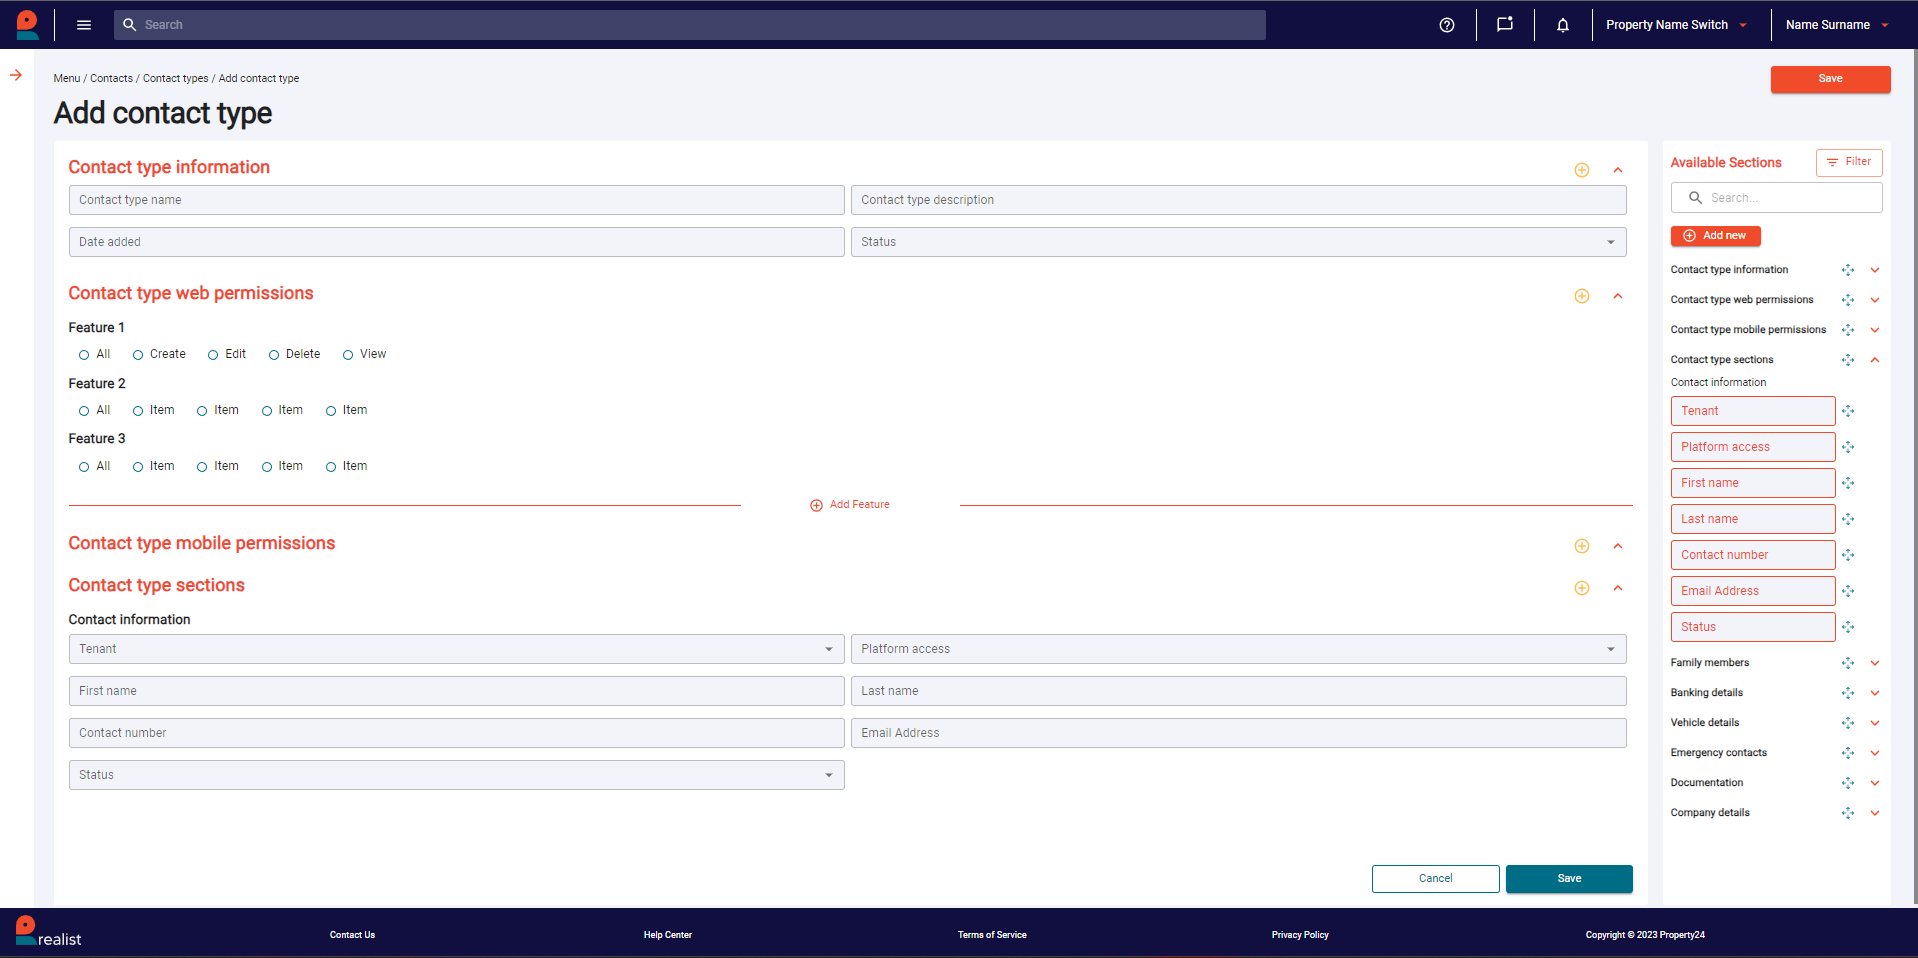 Search
Property Name Switch
Name Surname
Menu / Contacts / Contact types / Add contact type
Save
Add contact type
Contact type information
Contact type name
Contact type description
Date added
Status
Contact type web permissions
Feature 1
All Create Edit Delete View
Feature 2
All Item Item Item Item
Feature 3
All Item Item Item Item
Add Feature
Contact type mobile permissions
Contact type sections
Contact information
Tenant
Platform access
First name
Last name
Contact number
Email Address
Status
Cancel
Save
Available Sections
Filter
Search...
Add new
Contact type information
Contact type web permissions
Contact type mobile permissions
Contact type sections
Contact information
Tenant
Platform access
First name
Last name
Contact number
Email Address
Status
Family members
Banking details
Vehicle details
Emergency contacts
Documentation
Company details
realist
Contact Us
Help Center
Terms of Service
Privacy Policy
Copyright © 2023 Property24